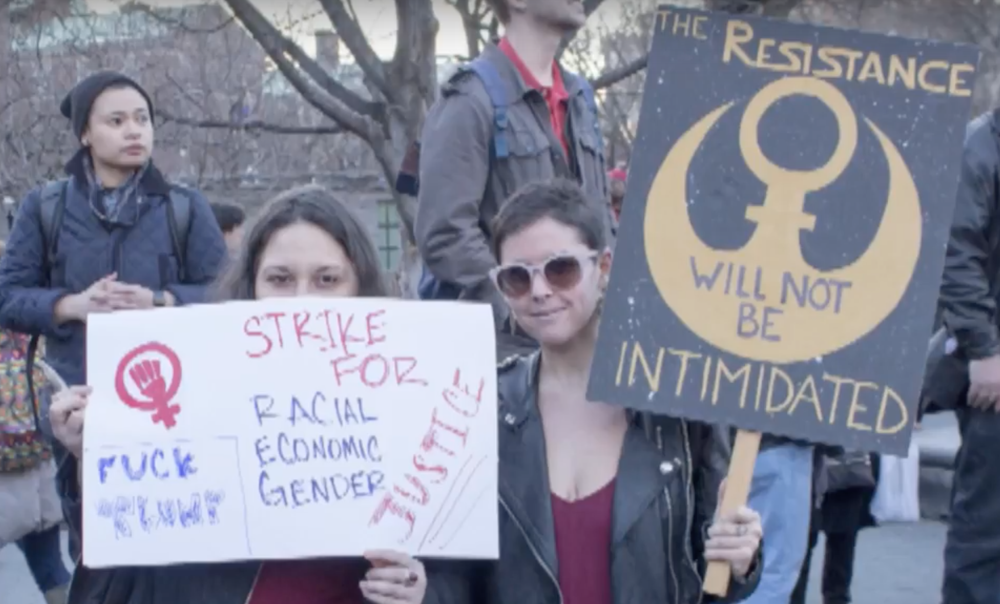 STRIKE
FOR
RACIAL
ECONOMIC
GENDER
JUSTICE
FUCK
THE RESISTANCE
WILL NOT
BE
INTIMIDATED